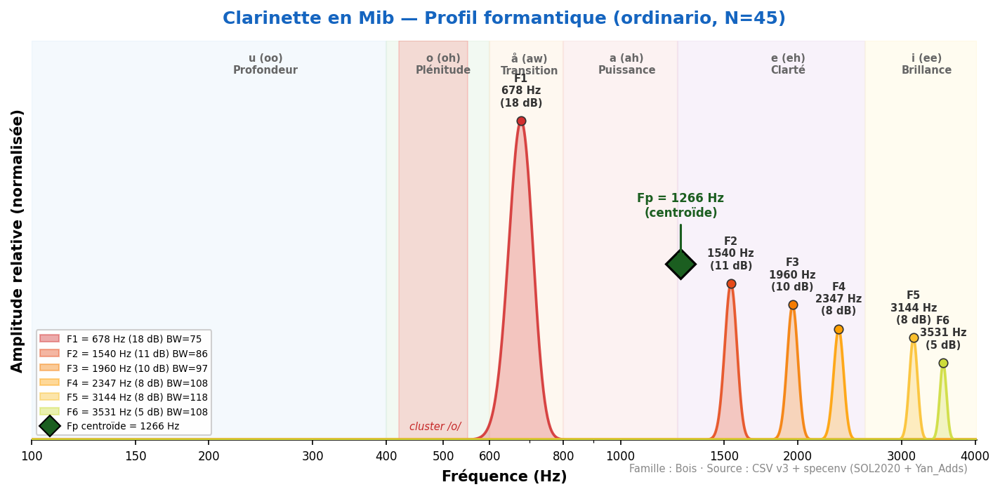 Clarinette en Mib — Profil formantique (ordinario, N=45)
u (oo)
Profondeur
o (oh)
Plénitude
å (aw)
Transition
a (ah)
Puissance
e (eh)
Clarté
i (ee)
Brillance
F1
678 Hz
(18 dB)
Fp = 1266 Hz
(centroïde)
F2
1540 Hz
(11 dB)
F3
1960 Hz
(10 dB)
F4
2347 Hz
(8 dB)
F5
3144 Hz
(8 dB)
F6
3531 Hz
(5 dB)
Amplitude relative (normalisée)
F1 = 678 Hz (18 dB) BW=75
F2 = 1540 Hz (11 dB) BW=86
F3 = 1960 Hz (10 dB) BW=97
F4 = 2347 Hz (8 dB) BW=108
F5 = 3144 Hz (8 dB) BW=118
F6 = 3531 Hz (5 dB) BW=108
Fp centroïde = 1266 Hz
cluster /o/
100 150 200 300 400 500 600 800 1000 1500 2000 3000 4000
Fréquence (Hz)
Famille : Bois · Source : CSV v3 + specenv (SOL2020 + Yan_Adds)